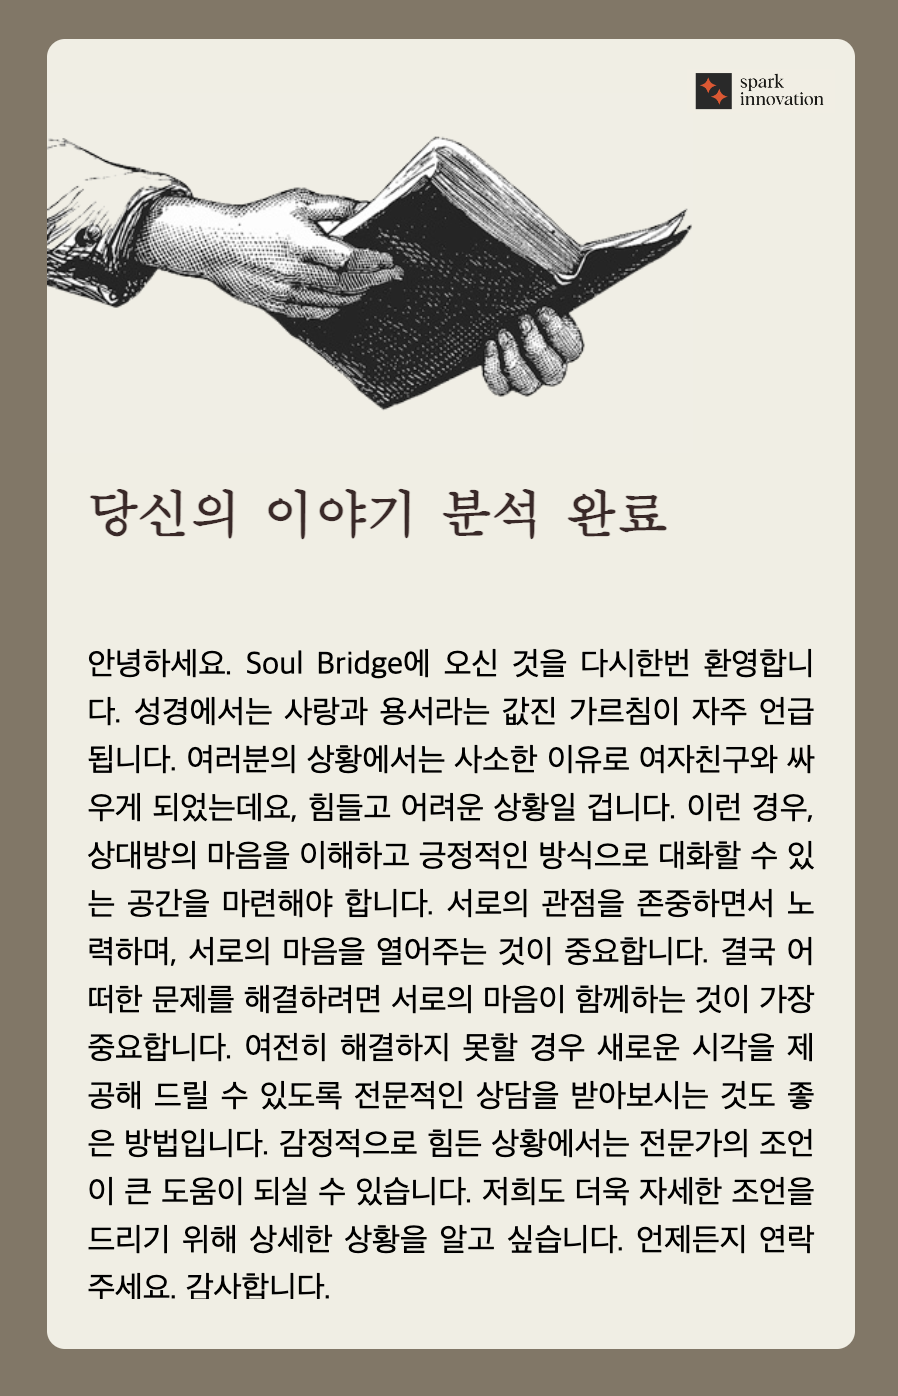 spark
innovation
당신의 이야기 분석 완료
안녕하세요. Soul Bridge에 오신 것을 다시한번 환영합니
다. 성경에서는 사랑과 용서라는 값진 가르침이 자주 언급
됩니다. 여러분의 상황에서는 사소한 이유로 여자친구와 싸
우게 되었는데요, 힘들고 어려운 상황일 겁니다. 이런 경우,
상대방의 마음을 이해하고 긍정적인 방식으로 대화할 수 있
는 공간을 마련해야 합니다. 서로의 관점을 존중하면서 노
력하며, 서로의 마음을 열어주는 것이 중요합니다. 결국 어
떠한 문제를 해결하려면 서로의 마음이 함께하는 것이 가장
중요합니다. 여전히 해결하지 못할 경우 새로운 시각을 제
공해 드릴 수 있도록 전문적인 상담을 받아보시는 것도 좋
은 방법입니다. 감정적으로 힘든 상황에서는 전문가의 조언
이 큰 도움이 되실 수 있습니다. 저희도 더욱 자세한 조언을
드리기 위해 상세한 상황을 알고 싶습니다. 언제든지 연락
주세요. 감사합니다.